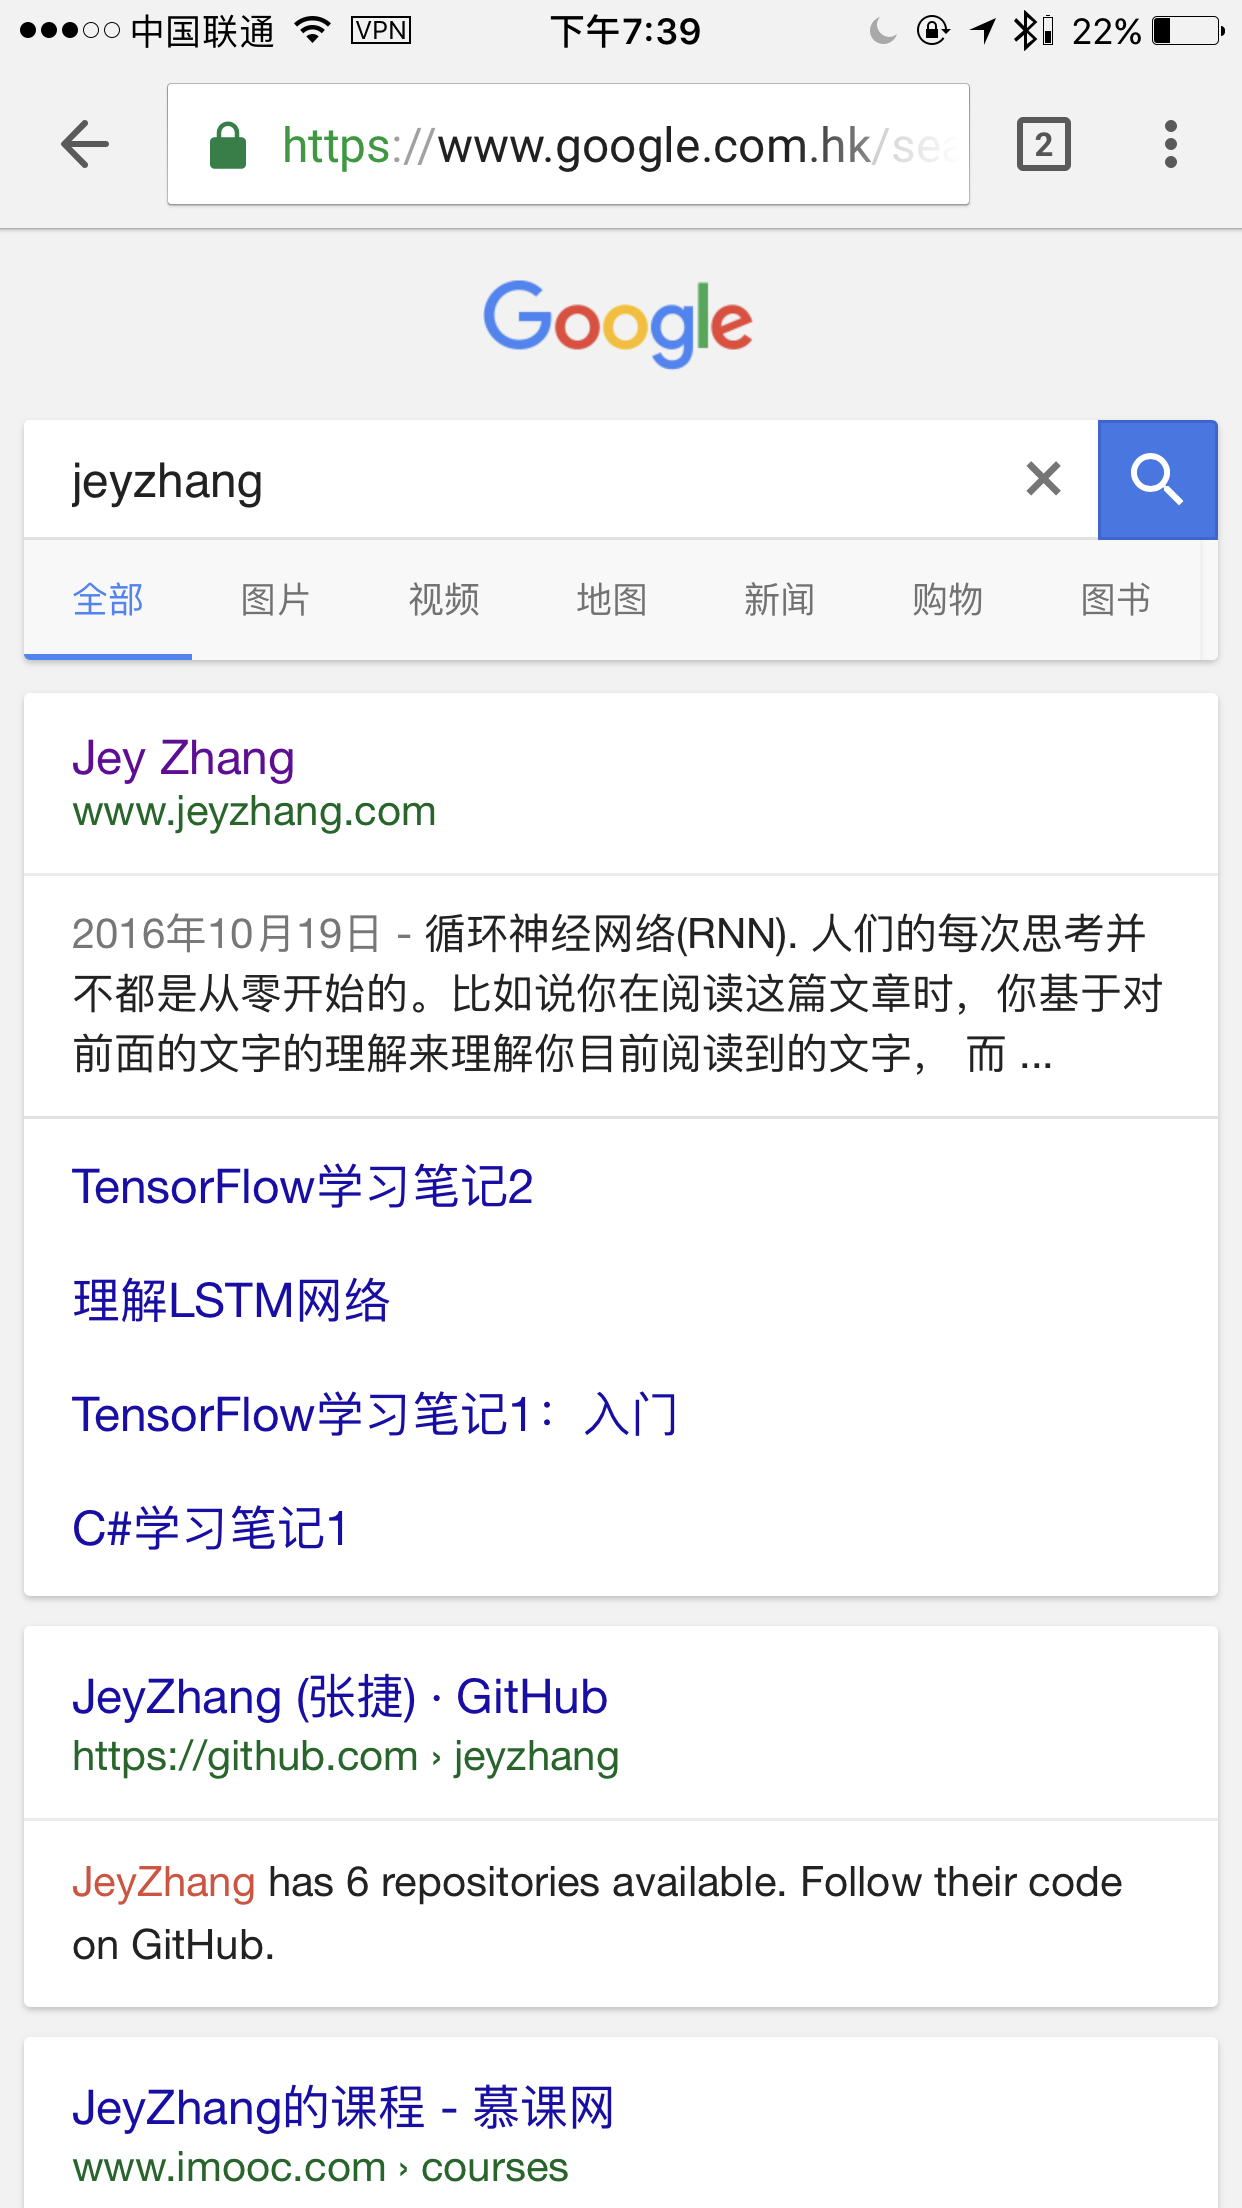 中国联通 VPN 下午7:39 22%
https://www.google.com.hk/sea
2
Google
jeyzhang
全部 图片 视频 地图 新闻 购物 图书
Jey Zhang
www.jeyzhang.com
2016年10月19日 - 循环神经网络(RNN). 人们的每次思考并
不都是从零开始的。比如说你在阅读这篇文章时，你基于对
前面的文字的理解来理解你目前阅读到的文字， 而 ...
TensorFlow学习笔记2
理解LSTM网络
TensorFlow学习笔记1：入门
C#学习笔记1
JeyZhang (张捷) · GitHub
https://github.com › jeyzhang
JeyZhang has 6 repositories available. Follow their code
on GitHub.
JeyZhang的课程 - 慕课网
www.imooc.com › courses